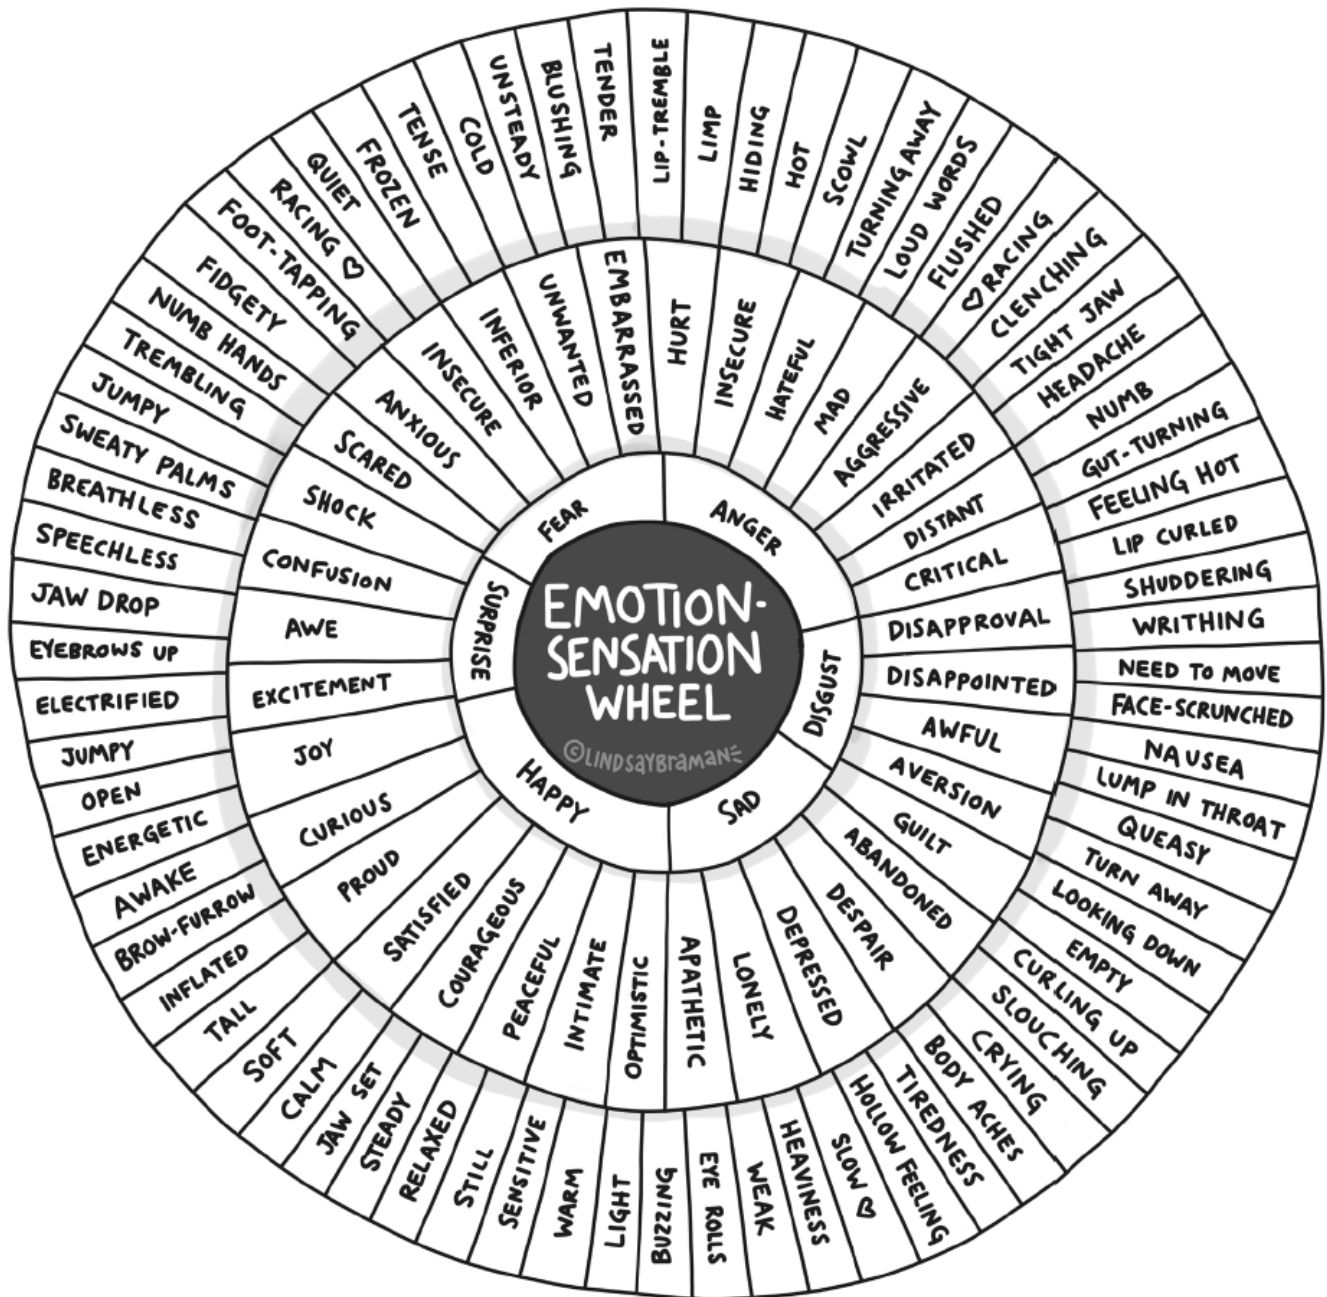 EMOTION-
SENSATION
WHEEL
©LINDSAYBRAMAN
FEAR
ANGER
DISGUST
SAD
HAPPY
SURPRISE
HURT
INSECURE
HATEFUL
MAD
AGGRESSIVE
IRRITATED
DISTANT
CRITICAL
DISAPPROVAL
DISAPPOINTED
AWFUL
AVERSION
GUILT
ABANDONED
DESPAIR
DEPRESSED
LONELY
APATHETIC
OPTIMISTIC
INTIMATE
PEACEFUL
COURAGEOUS
SATISFIED
PROUD
CURIOUS
JOY
EXCITEMENT
AWE
CONFUSION
SHOCK
SCARED
ANXIOUS
INSECURE
INFERIOR
UNWANTED
EMBARRASSED
LIP-TREMBLE
LIMP
HIDING
HOT
SCOWL
TURNING AWAY
LOUD WORDS
FLUSHED
♡ RACING
CLENCHING
TIGHT JAW
HEADACHE
NUMB
GUT-TURNING
FEELING HOT
LIP CURLED
SHUDDERING
WRITHING
NEED TO MOVE
FACE-SCRUNCHED
NAUSEA
LUMP IN THROAT
QUEASY
TURN AWAY
LOOKING DOWN
EMPTY
CURLING UP
SLOUCHING
CRYING
BODY ACHES
TIREDNESS
HOLLOW FEELING
SLOW ♡
HEAVINESS
WEAK
EYE ROLLS
BUZZING
LIGHT
WARM
SENSITIVE
STILL
RELAXED
STEADY
JAW SET
CALM
SOFT
TALL
INFLATED
BROW-FURROW
AWAKE
ENERGETIC
OPEN
JUMPY
ELECTRIFIED
EYEBROWS UP
JAW DROP
SPEECHLESS
BREATHLESS
SWEATY PALMS
JUMPY
TREMBLING
NUMB HANDS
FIDGETY
FOOT-TAPPING
RACING ♡
QUIET
FROZEN
TENSE
COLD
UNSTEADY
BLUSHING
TENDER